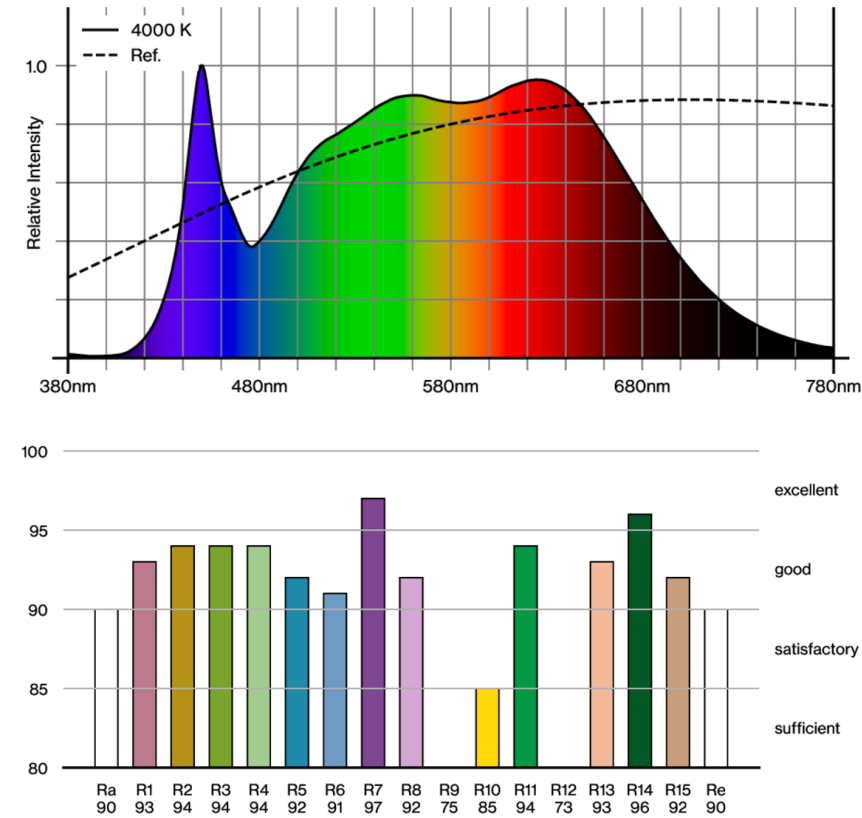 4000 K
Ref.
1.0
Relative Intensity
380nm 480nm 580nm 680nm 780nm
100
excellent
95
good
90
satisfactory
85
sufficient
80
Ra R1 R2 R3 R4 R4 R5 R6 R7 R8 R9 R10 R11 R12 R13 R14 R15 Re
90 93 94 94 94 92 91 97 92 75 85 94 73 93 96 92 90